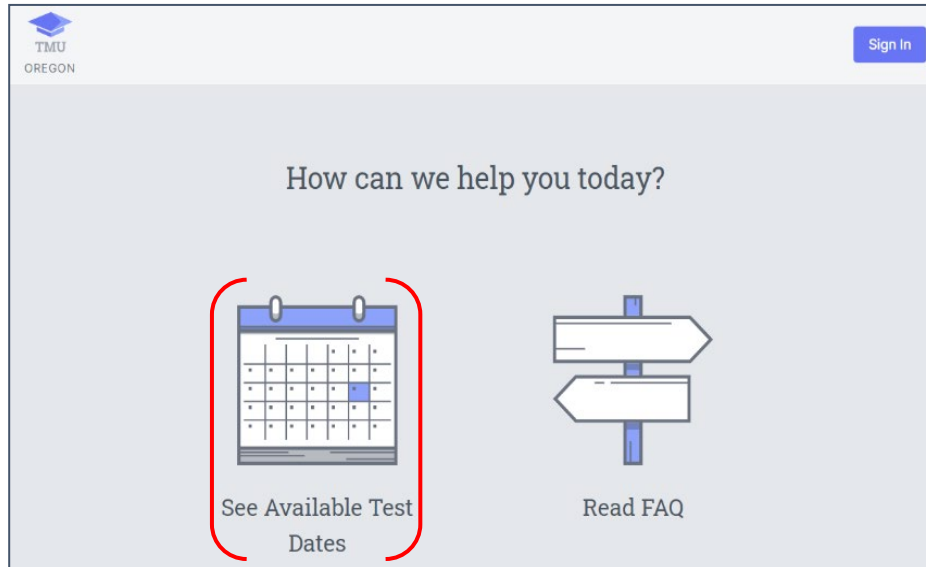 TMU
OREGON
Sign In
How can we help you today?
See Available Test
Dates
Read FAQ